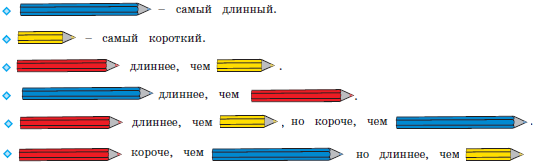 – самый длинный.
– самый короткий.
длиннее, чем .
длиннее, чем .
длиннее, чем , но короче, чем .
короче, чем но длиннее, чем